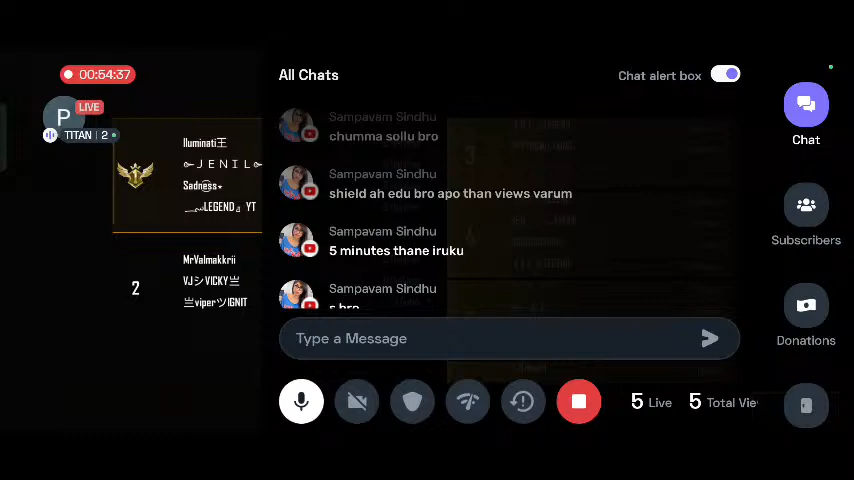 00:54:37
LIVE
P
TITAN | 2
Iluminati王
J E N I L
Sadness
LEGEND YT
2
MrValmakkrii
VJシVICKY亗
亗viperツIGNIT
All Chats
Chat alert box
Sampavam Sindhu
chumma sollu bro
Sampavam Sindhu
shield ah edu bro apo than views varum
Sampavam Sindhu
5 minutes thane iruku
Sampavam Sindhu
s bro
Type a Message
5 Live 5 Total Vie
Chat
Subscribers
Donations